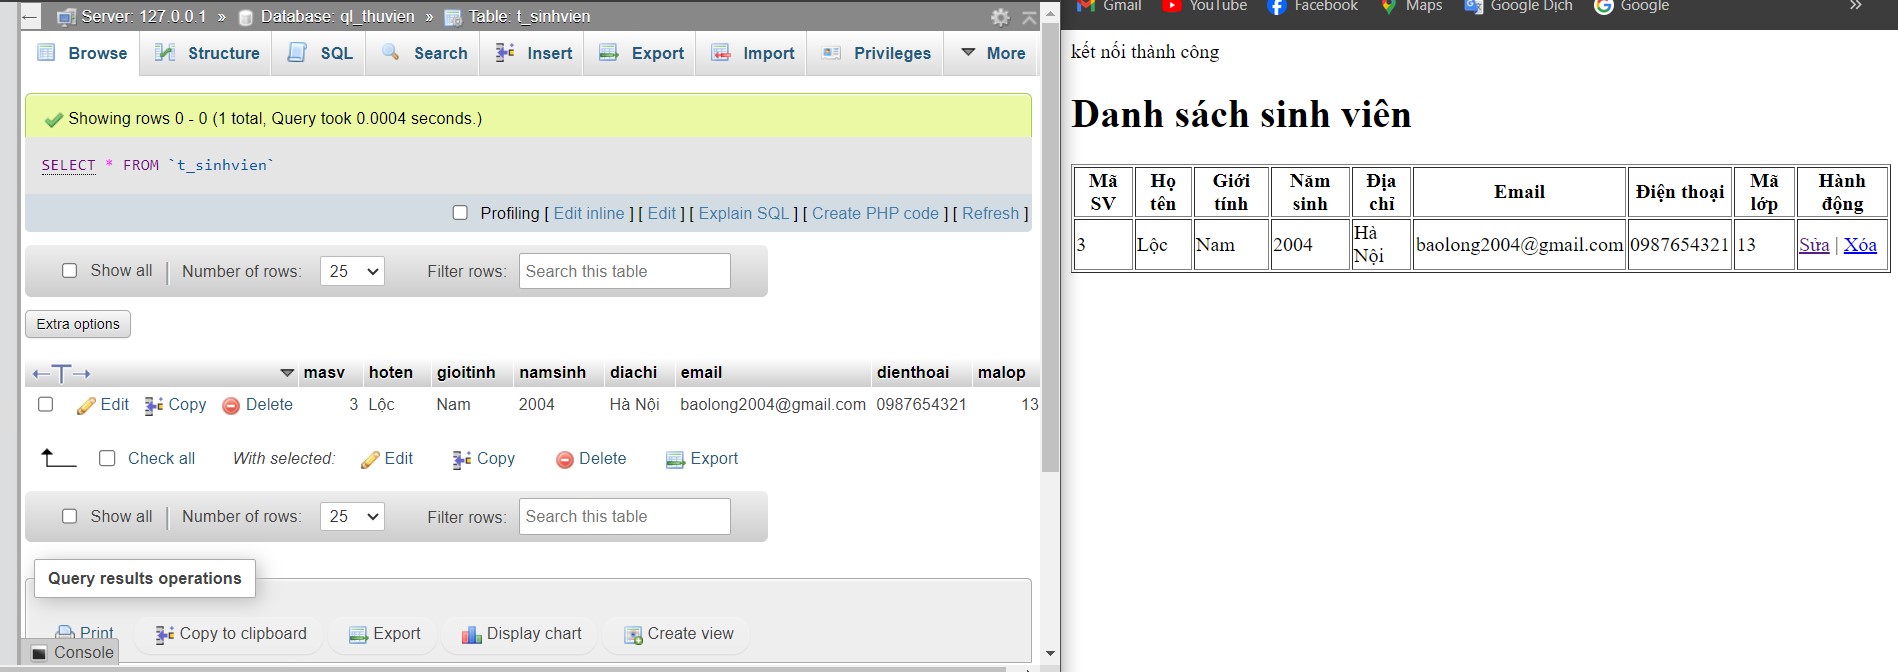 Server: 127.0.0.1 » Database: ql_thuvien » Table: t_sinhvien
Browse Structure SQL Search Insert Export Import Privileges More
Showing rows 0 - 0 (1 total, Query took 0.0004 seconds.)
SELECT * FROM `t_sinhvien`
Profiling [ Edit inline ] [ Edit ] [ Explain SQL ] [ Create PHP code ] [ Refresh ]
Show all Number of rows: 25 Filter rows: Search this table
Extra options
masv hoten gioitinh namsinh diachi email dienthoai malop
Edit Copy Delete 3 Lộc Nam 2004 Hà Nội baolong2004@gmail.com 0987654321 13
Check all With selected: Edit Copy Delete Export
Show all Number of rows: 25 Filter rows: Search this table
Query results operations
Print Copy to clipboard Export Display chart Create view
Console
Gmail YouTube Facebook Maps Google Dịch Google »
kết nối thành công
Danh sách sinh viên
Mã SV Họ tên Giới tính Năm sinh Địa chỉ Email Điện thoại Mã lớp Hành động
3 Lộc Nam 2004 Hà Nội baolong2004@gmail.com 0987654321 13 Sửa | Xóa